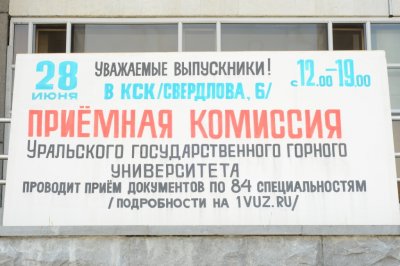 28 ИЮНЯ
УВАЖАЕМЫЕ ВЫПУСКНИКИ!
В КСК/СВЕРДЛОВА, 6/
с 12.00-19.00
ПРИЁМНАЯ КОМИССИЯ
УРАЛЬСКОГО ГОСУДАРСТВЕННОГО ГОРНОГО
УНИВЕРСИТЕТА
ПРОВОДИТ ПРИЁМ ДОКУМЕНТОВ ПО 84 СПЕЦИАЛЬНОСТЯМ
/ПОДРОБНОСТИ НА 1VUZ.RU/